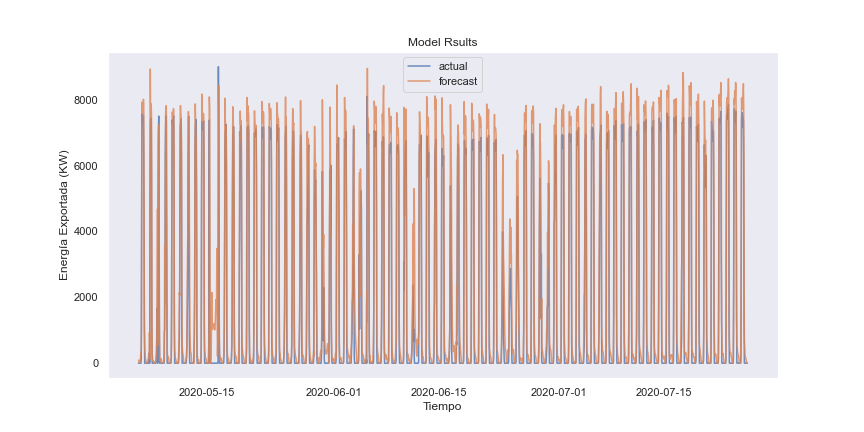 Model Rsults
actual
forecast
Energía Exportada (KW)
8000
6000
4000
2000
0
2020-05-15 2020-06-01 2020-06-15 2020-07-01 2020-07-15
Tiempo